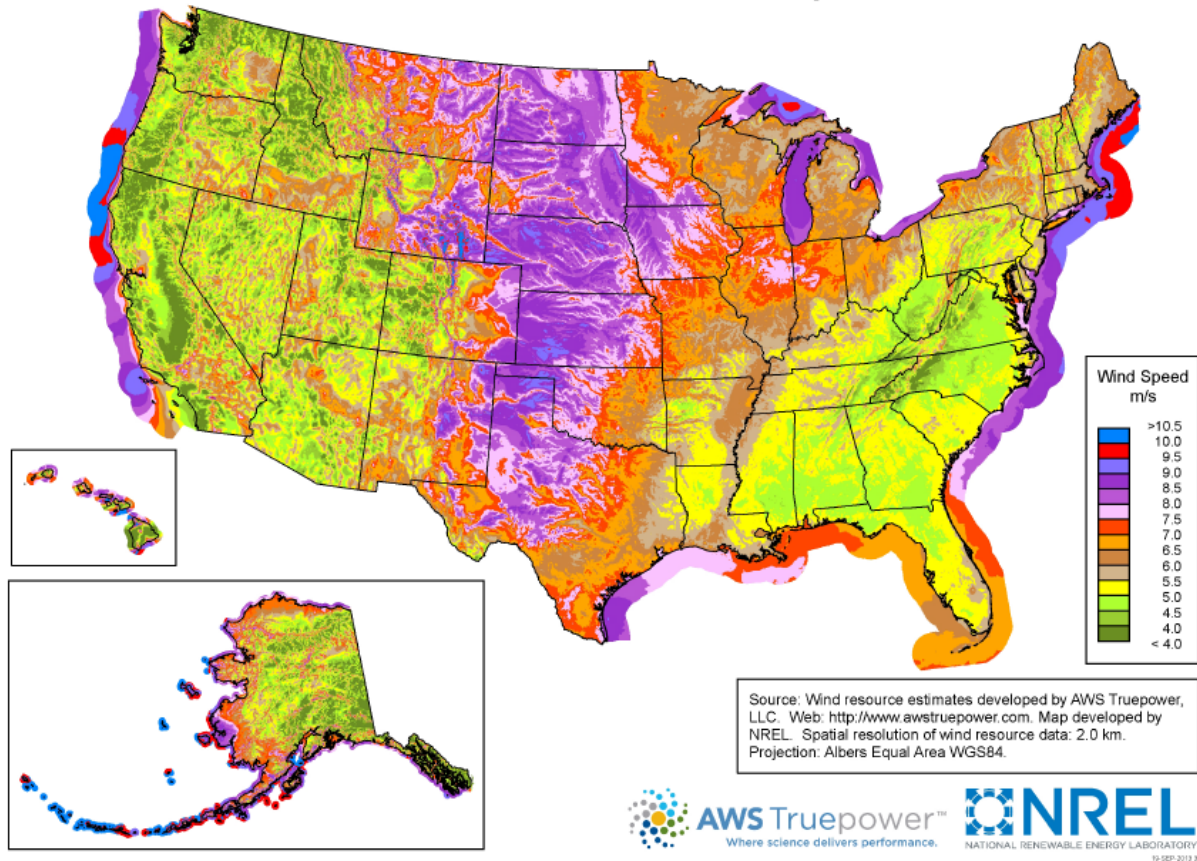 Wind Speed
m/s
>10.5
10.0
9.5
9.0
8.5
8.0
7.5
7.0
6.5
6.0
5.5
5.0
4.0
< 4.0
Source: Wind resource estimates developed by AWS Truepower,
LLC. Web: http://www.awstruepower.com. Map developed by
NREL. Spatial resolution of wind resource data: 2.0 km.
Projection: Albers Equal Area WGS84.
AWS Truepower™
Where science delivers performance.
NREL
NATIONAL RENEWABLE ENERGY LABORATORY